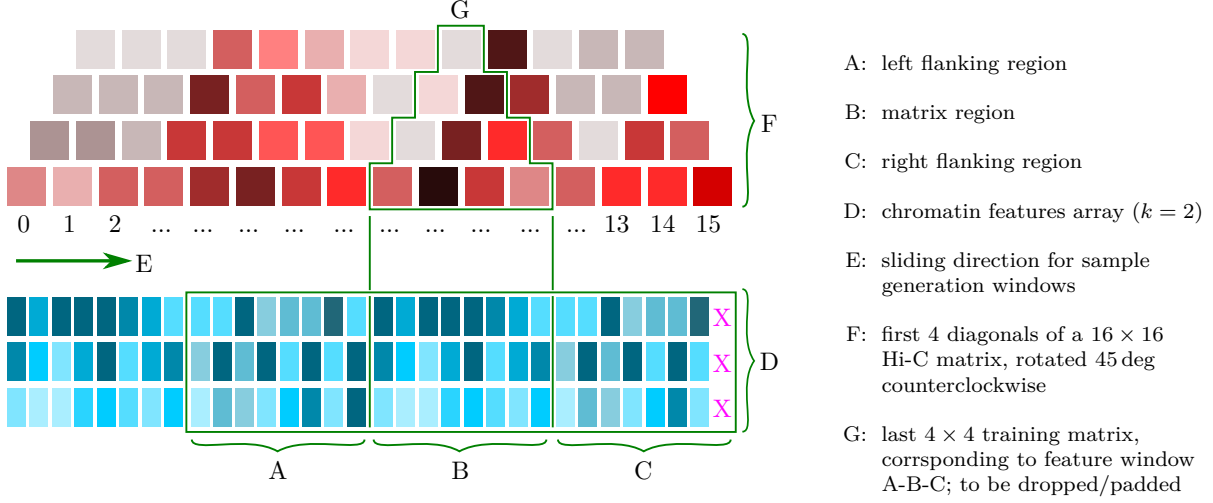 G
F
0 1 2 ... ... ... ... ... ... ... ... ... ... 13 14 15
E
X
X
D
X
A B C
A: left flanking region
B: matrix region
C: right flanking region
D: chromatin features array (k = 2)
E: sliding direction for sample
generation windows
F: first 4 diagonals of a 16 × 16
Hi-C matrix, rotated 45 deg
counterclockwise
G: last 4 × 4 training matrix,
corrsponding to feature window
A-B-C; to be dropped/padded